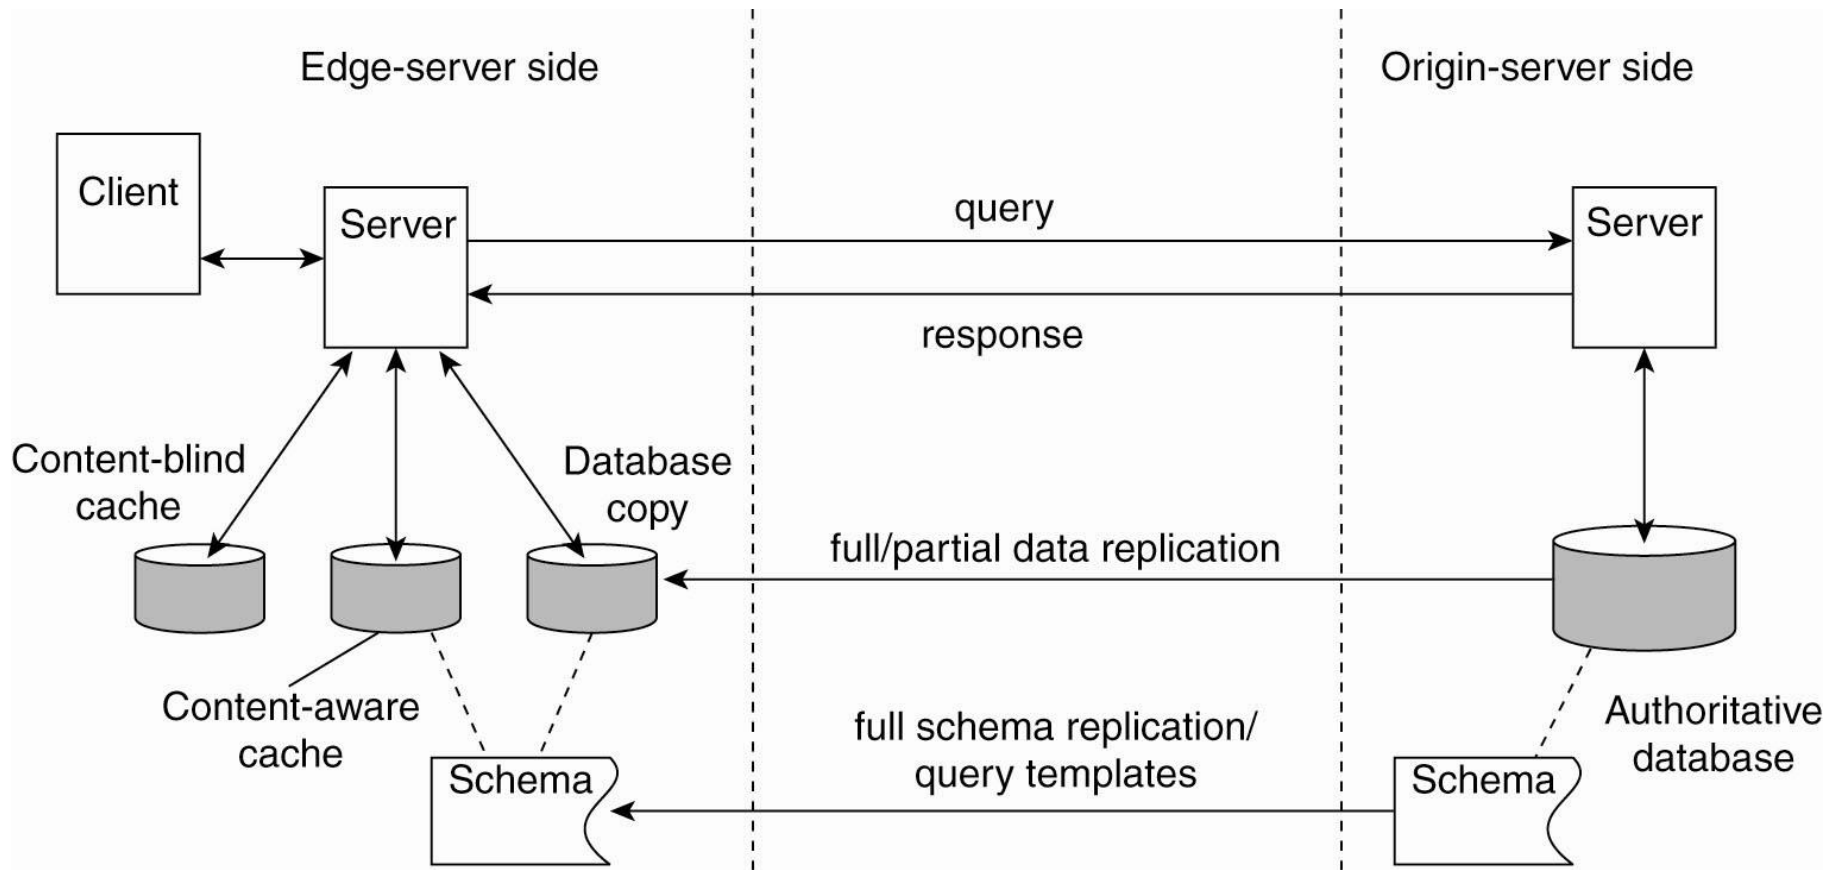 Edge-server side
Origin-server side
Client
Server
query
Server
response
Content-blind
cache
Database
copy
full/partial data replication
Content-aware
cache
full schema replication/
query templates
Authoritative
database
Schema
Schema